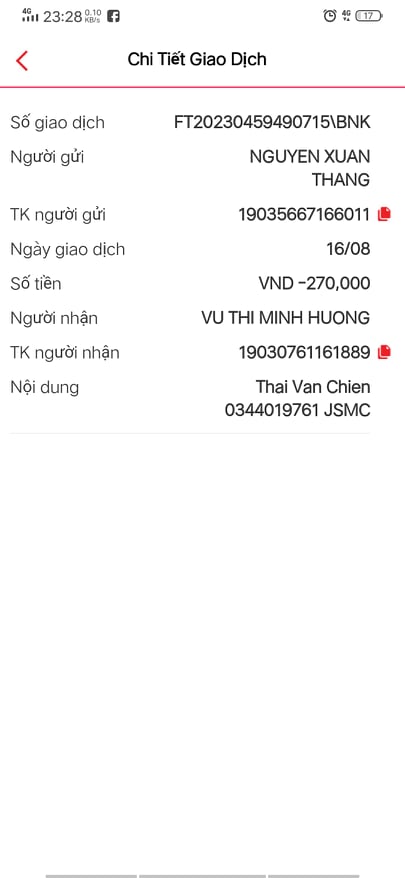 4G 23:28 0.10 KB/s 4G 17
Chi Tiết Giao Dịch
Số giao dịch FT20230459490715\BNK
Người gửi NGUYEN XUAN
THANG
TK người gửi 19035667166011
Ngày giao dịch 16/08
Số tiền VND -270,000
Người nhận VU THI MINH HUONG
TK người nhận 19030761161889
Nội dung Thai Van Chien
0344019761 JSMC